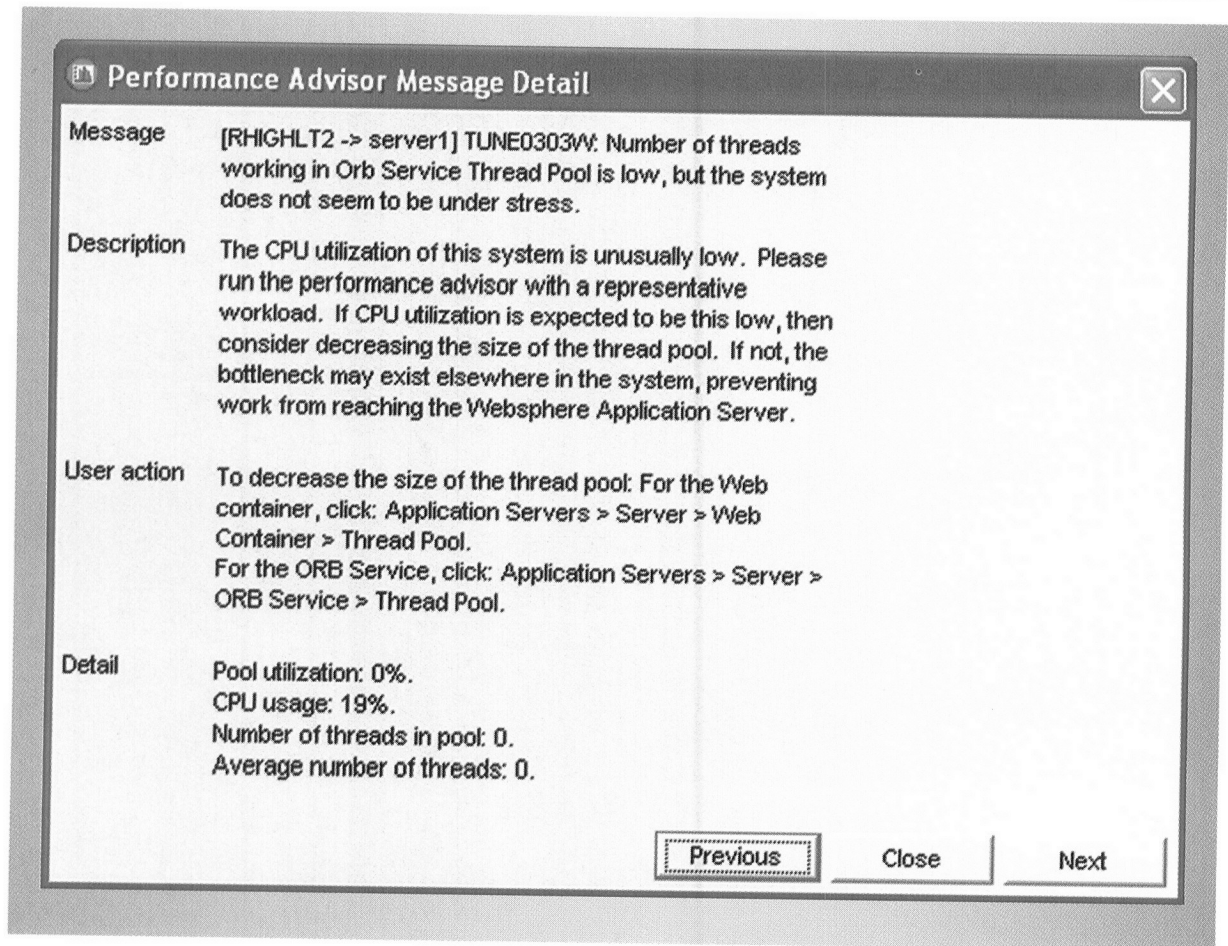 Performance Advisor Message Detail
Message
[RHIGHLT2 -> server1] TUNE0303W: Number of threads
working in Orb Service Thread Pool is low, but the system
does not seem to be under stress.
Description
The CPU utilization of this system is unusually low. Please
run the performance advisor with a representative
workload. If CPU utilization is expected to be this low, then
consider decreasing the size of the thread pool. If not, the
bottleneck may exist elsewhere in the system, preventing
work from reaching the Websphere Application Server.
User action
To decrease the size of the thread pool: For the Web
container, click: Application Servers > Server > Web
Container > Thread Pool.
For the ORB Service, click: Application Servers > Server >
ORB Service > Thread Pool.
Detail
Pool utilization: 0%.
CPU usage: 19%.
Number of threads in pool: 0.
Average number of threads: 0.
Previous Close Next